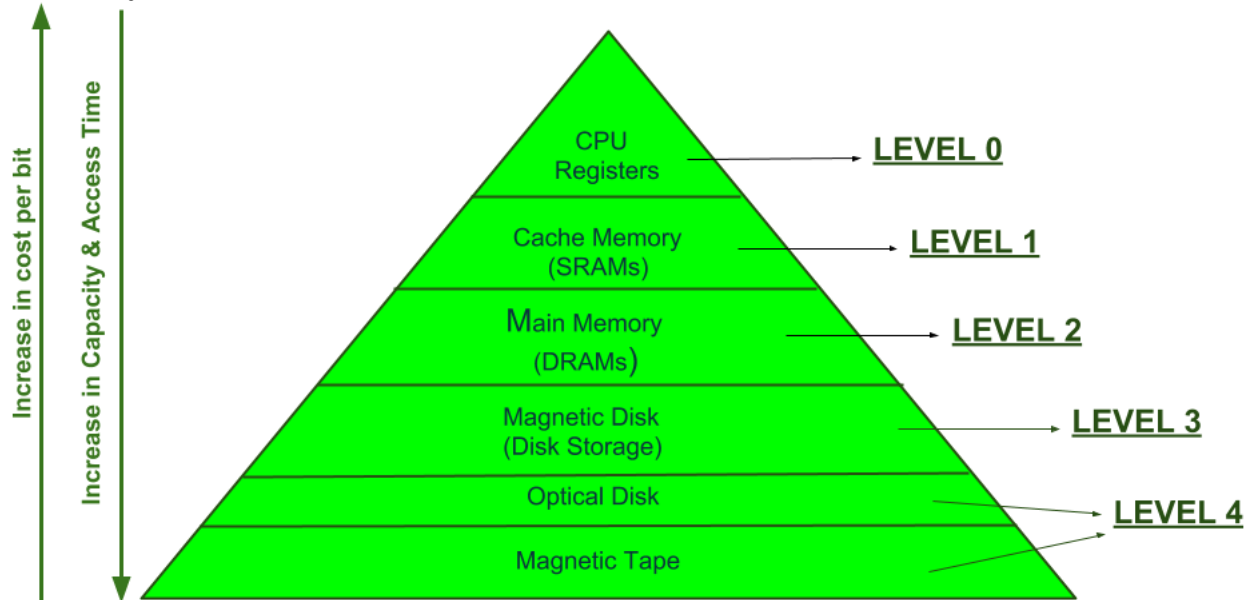 Increase in cost per bit
Increase in Capacity & Access Time
CPU
Registers
LEVEL 0
Cache Memory
(SRAMs)
LEVEL 1
Main Memory
(DRAMs)
LEVEL 2
Magnetic Disk
(Disk Storage)
LEVEL 3
Optical Disk
LEVEL 4
Magnetic Tape